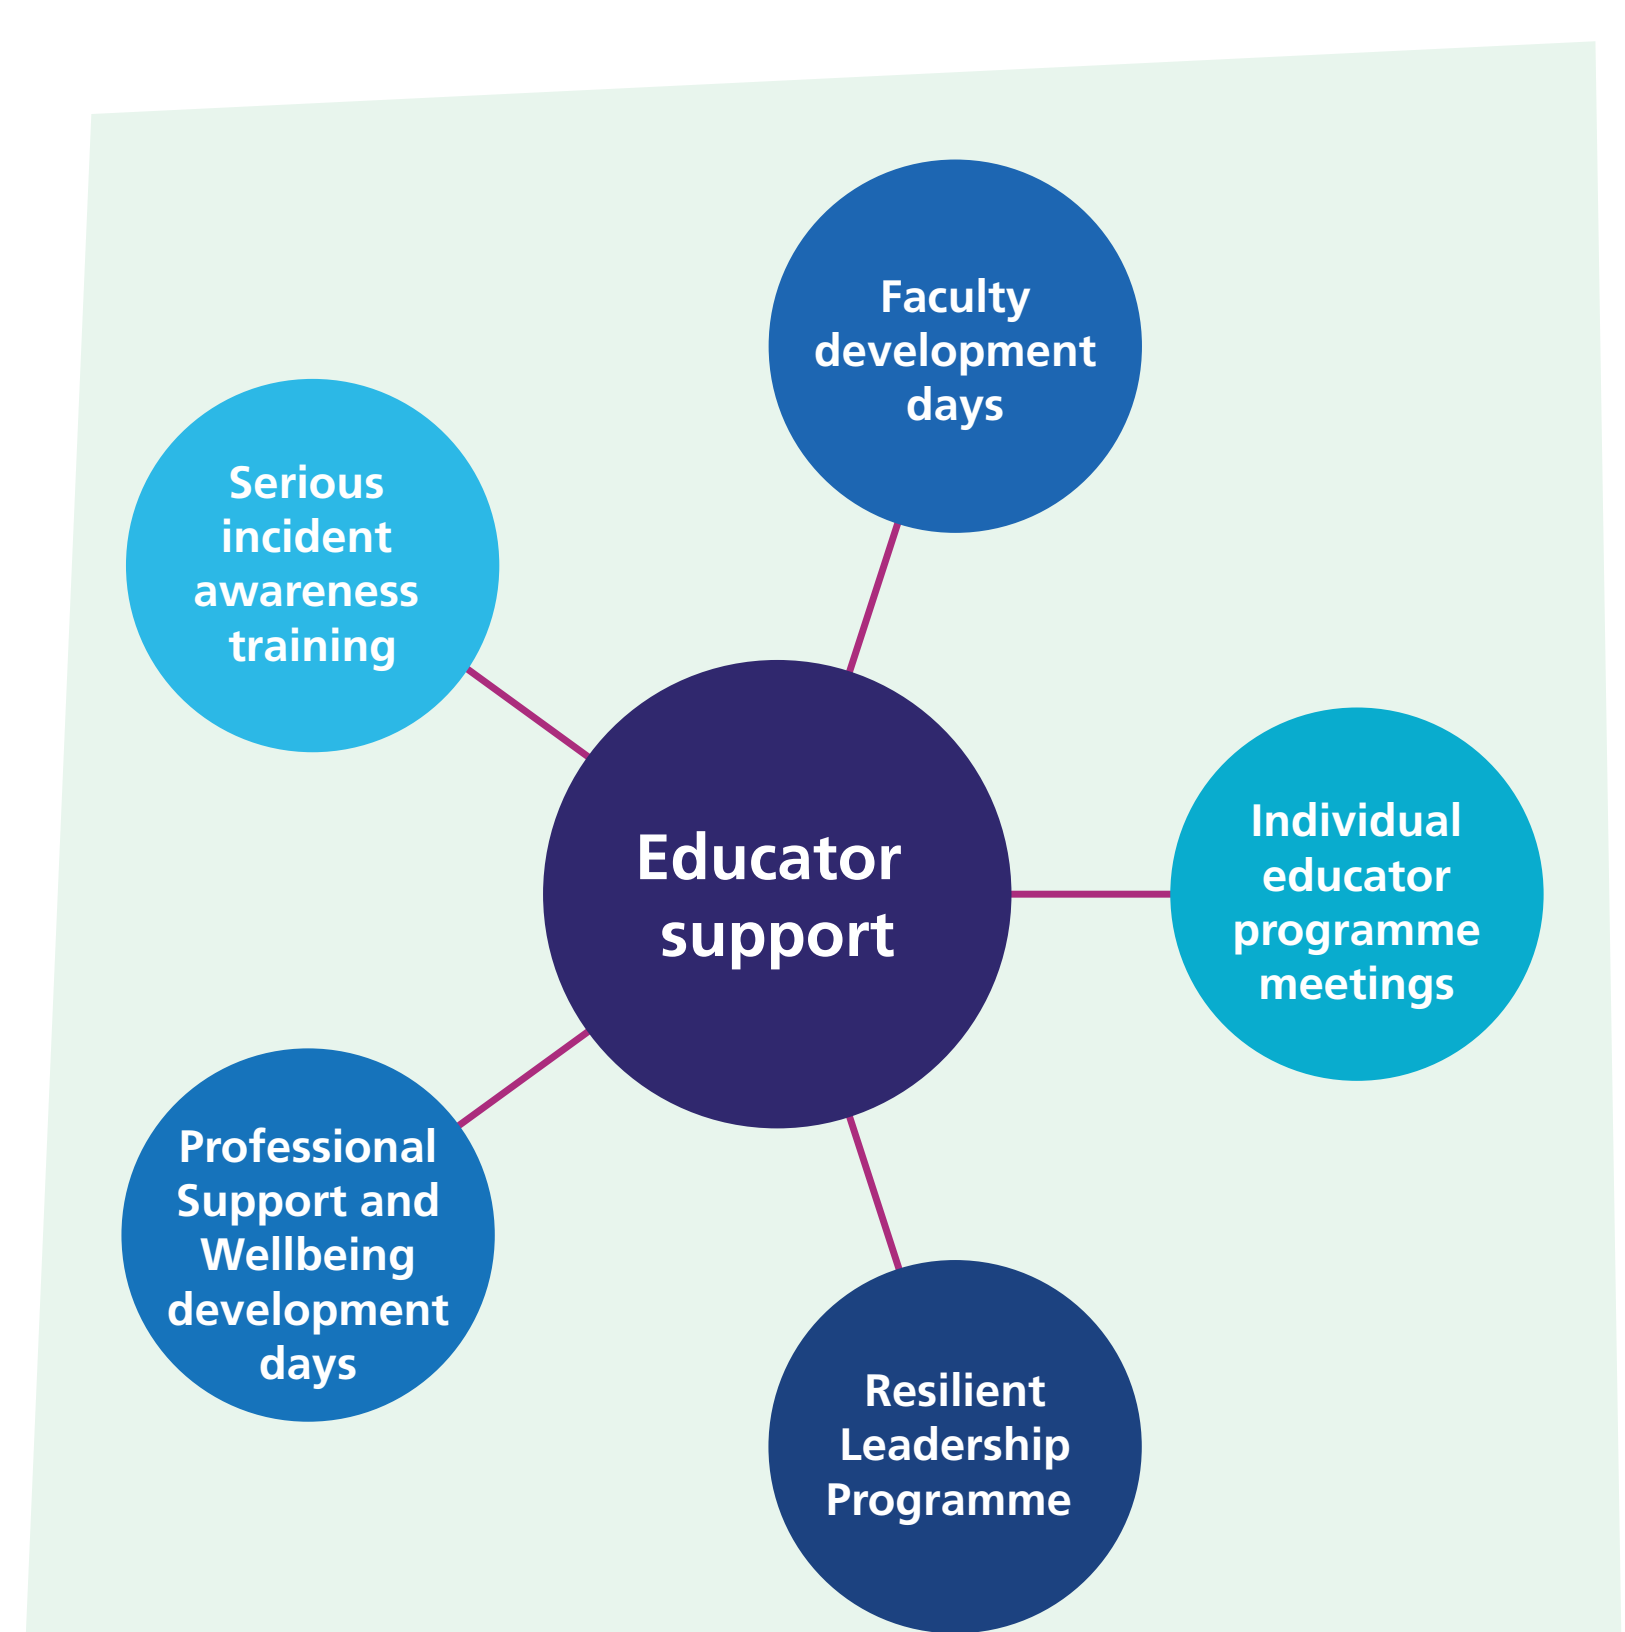 Faculty
development
days
Serious
incident
awareness
training
Educator
support
Individual
educator
programme
meetings
Professional
Support and
Wellbeing
development
days
Resilient
Leadership
Programme